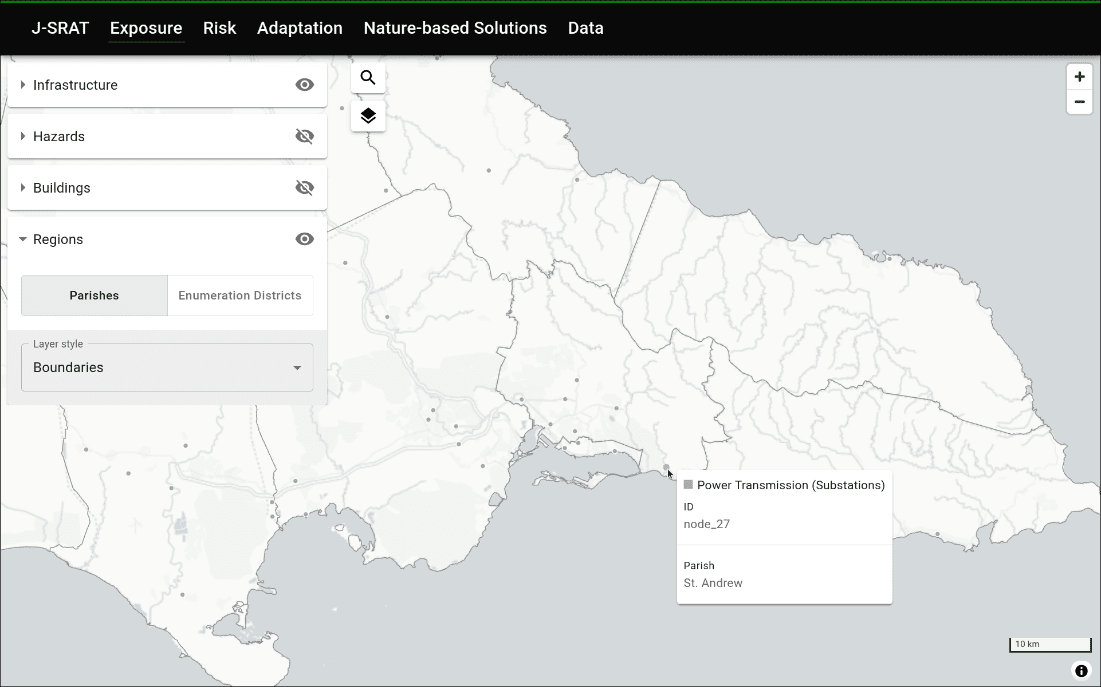 J-SRAT Exposure Risk Adaptation Nature-based Solutions Data
Infrastructure
Hazards
Buildings
Regions
Parishes Enumeration Districts
Layer style
Boundaries
Power Transmission (Substations)
ID
node_27
Parish
St. Andrew
10 km